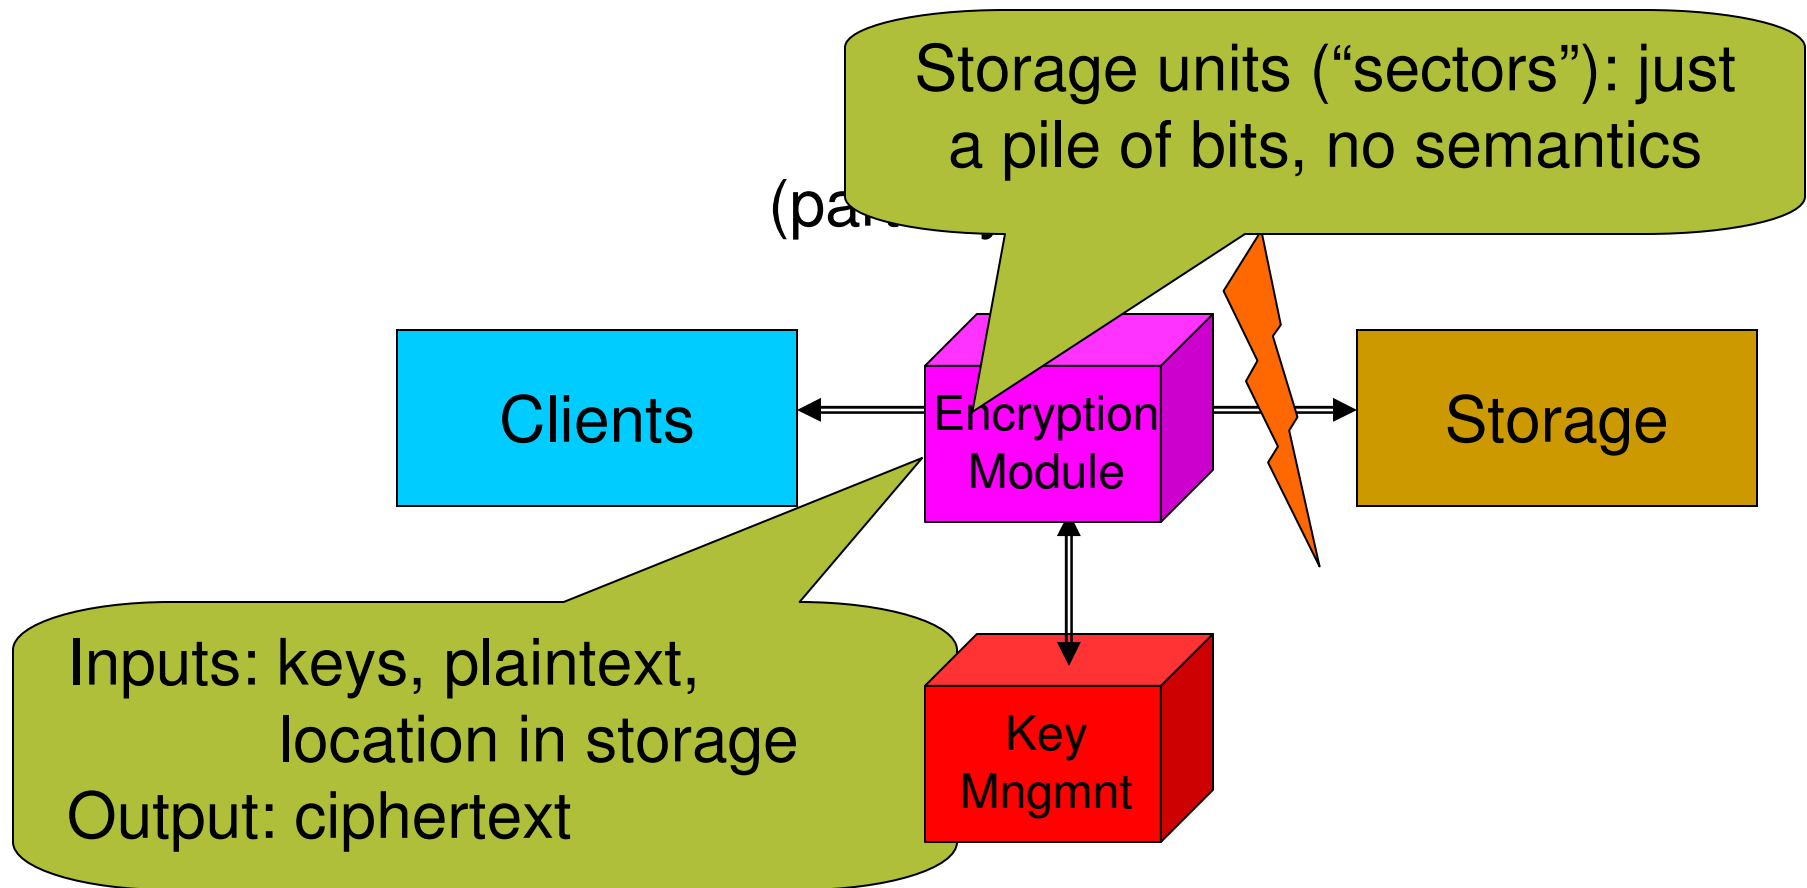 Storage units (“sectors”): just
a pile of bits, no semantics
Clients
Encryption
Module
Storage
Inputs: keys, plaintext,
location in storage
Output: ciphertext
Key
Mngmnt